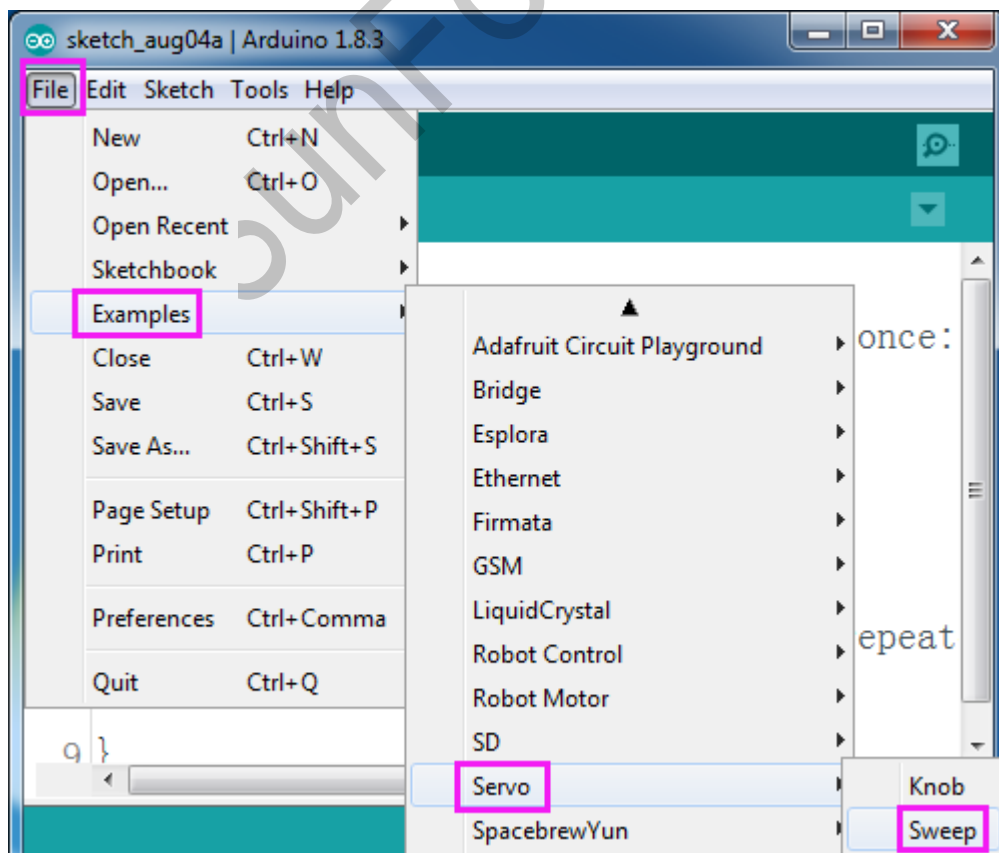 sketch_aug04a | Arduino 1.8.3
File Edit Sketch Tools Help
New Ctrl+N
Open... Ctrl+O
Open Recent
Sketchbook
Examples
Close Ctrl+W
Save Ctrl+S
Save As... Ctrl+Shift+S
Page Setup Ctrl+Shift+P
Print Ctrl+P
Preferences Ctrl+Comma
Quit Ctrl+Q
Adafruit Circuit Playground
Bridge
Esplora
Ethernet
Firmata
GSM
LiquidCrystal
Robot Control
Robot Motor
SD
Servo
SpacebrewYun
Knob
Sweep
once:
epeat
9 }
SunFo